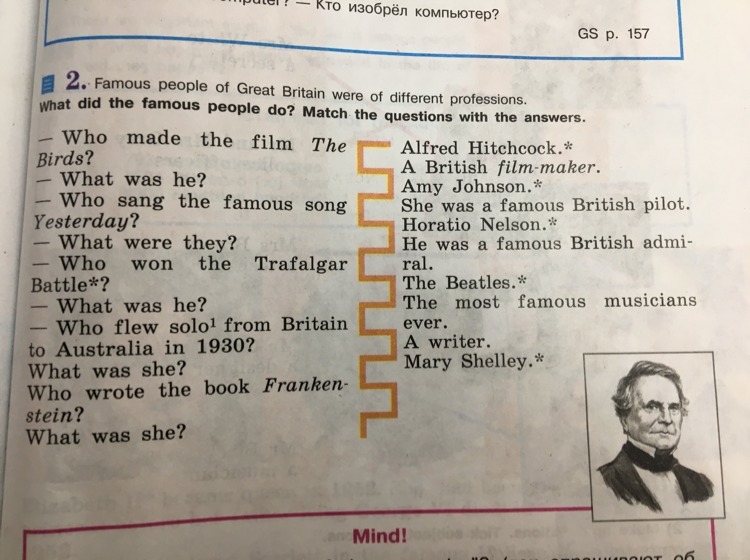 ? — Кто изобрёл компьютер?
GS p. 157
2. Famous people of Great Britain were of different professions.
What did the famous people do? Match the questions with the answers.
— Who made the film The
Birds?
— What was he?
— Who sang the famous song
Yesterday?
— What were they?
— Who won the Trafalgar
Battle*?
— What was he?
— Who flew solo¹ from Britain
to Australia in 1930?
What was she?
Who wrote the book Franken-
stein?
What was she?
Alfred Hitchcock.*
A British film-maker.
Amy Johnson.*
She was a famous British pilot.
Horatio Nelson.*
He was a famous British admi-
ral.
The Beatles.*
The most famous musicians
ever.
A writer.
Mary Shelley.*
Mind!